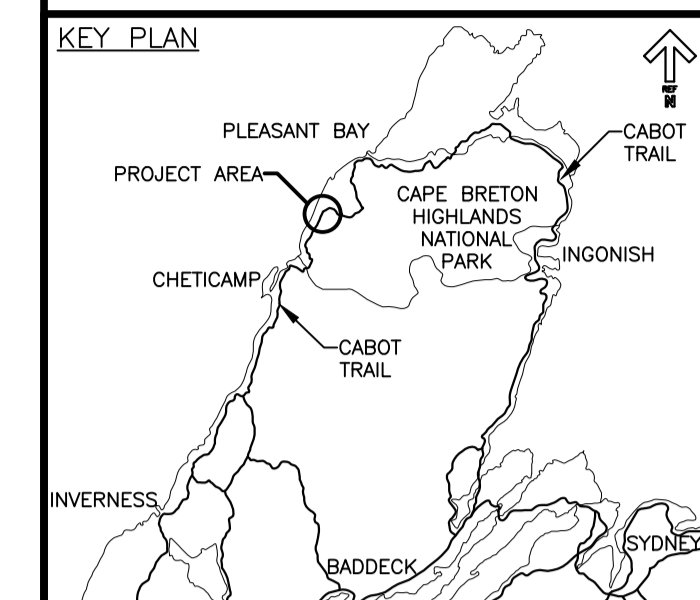 KEY PLAN
REF
N
PLEASANT BAY
CABOT
TRAIL
PROJECT AREA
CAPE BRETON
HIGHLANDS
NATIONAL
PARK
INGONISH
CHETICAMP
CABOT
TRAIL
INVERNESS
SYDNEY
BADDECK